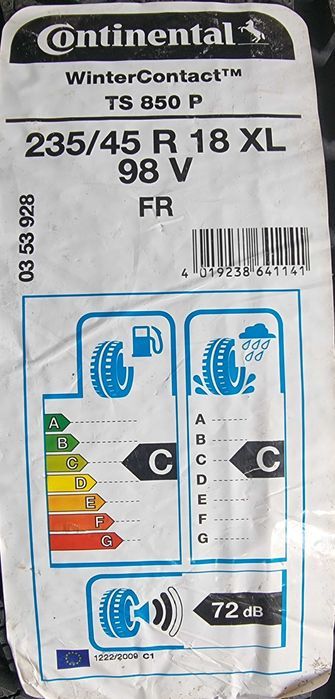 Continental
WinterContact™
TS 850 P
235/45 R 18 XL
98 V
FR
03 53 928
4 019238 641141
A
B
C
D
E
F
G
C
A
B
C
D
E
F
G
C
72 dB
1222/2009 C1